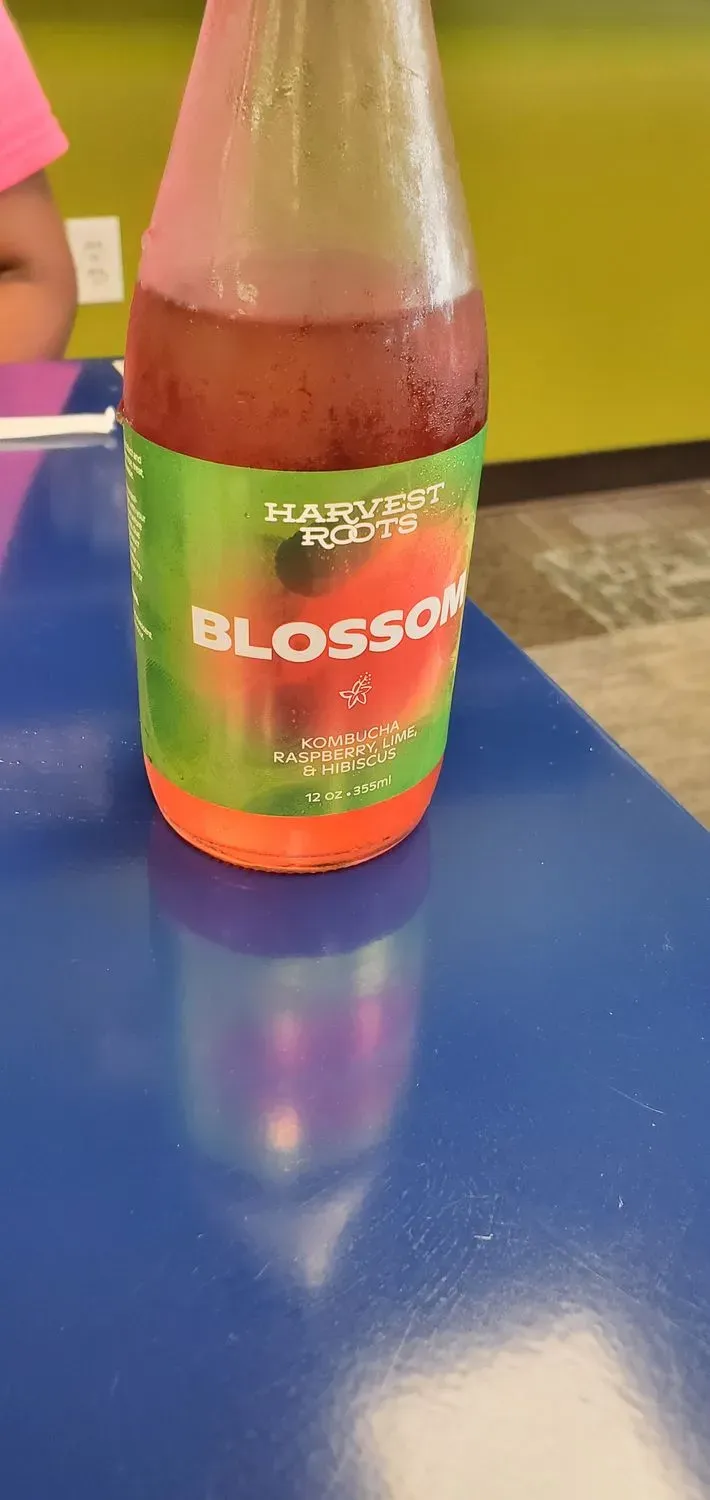 HARVEST
ROOTS
BLOSSOM
KOMBUCHA
RASPBERRY, LIME,
& HIBISCUS
12 oz • 355ml